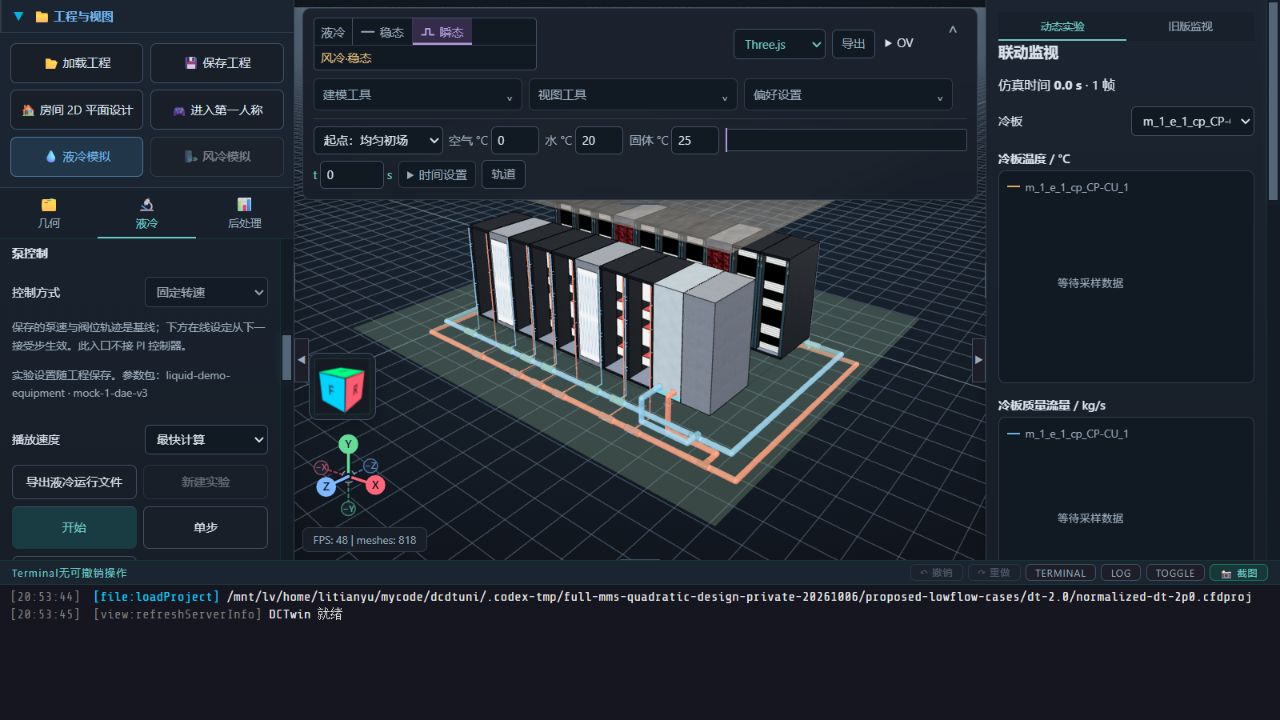 ▼ 工程与视图
加载工程
保存工程
房间 2D 平面设计
进入第一人称
液冷模拟
风冷模拟
几何
液冷
后处理
泵控制
控制方式
固定转速
保存的泵速与阀位轨迹是基线；下方在线设定从下一
接受步生效。此入口不接 PI 控制器。
实验设置随工程保存。参数包：liquid-demo-
equipment · mock-1-dae-v3
播放速度
最快计算
导出液冷运行文件
新建实验
开始
单步
液冷
稳态
瞬态
风冷·稳态
Three.js
导出
▶ OV
建模工具
视图工具
偏好设置
起点：均匀初场
空气 ℃ 0
水 ℃ 20
固体 ℃ 25
t 0 s
▶ 时间设置
轨道
F
R
Y
-X
-Z
Z
X
-Y
FPS: 48 | meshes: 818
动态实验
旧版监视
联动监视
仿真时间 0.0 s · 1 帧
冷板
m_1_e_1_cp_CP-
冷板温度 / ℃
m_1_e_1_cp_CP-CU_1
等待采样数据
冷板质量流量 / kg/s
m_1_e_1_cp_CP-CU_1
等待采样数据
Terminal无可撤销操作
↶ 撤销
↷ 重做
TERMINAL
LOG
TOGGLE
截图
[20:53:44] [file:loadProject] /mnt/lv/home/litianyu/mycode/dcdtuni/.codex-tmp/full-mms-quadratic-design-private-20261006/proposed-lowflow-cases/dt-2.0/normalized-dt-2p0.cfdproj
[20:53:45] [view:refreshServerInfo] DCTwin 就绪